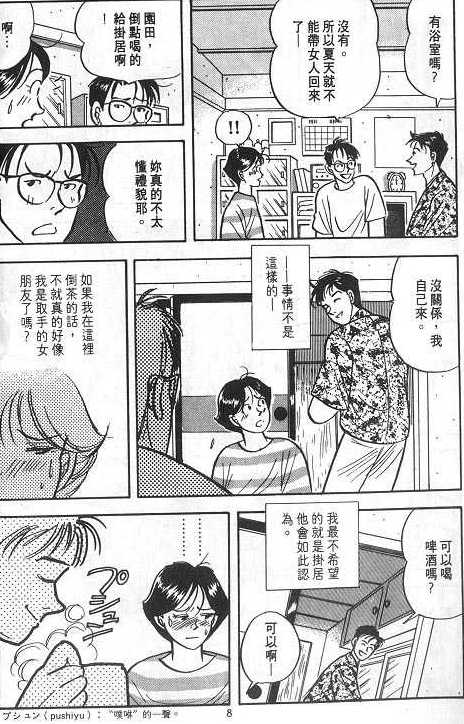 有浴室嗎?
沒有。
所以夏天就不
能帶女人回來
了—
!!
園田,
倒點喝的
給掛居啊
!
啊…
妳真的不太
懂禮貌耶。
沒關係,我
自己來。
——事情不是
這樣的—
如果我在這裡
倒茶的話,
不就真的好像
我是取手的女
朋友了嗎?
可以喝
啤酒嗎?
可以啊—
我最不希望
的就是掛居
他會如此認
為。
………
………
プシュン
プシュン(pushiyu):“噗咻"的一聲。
8